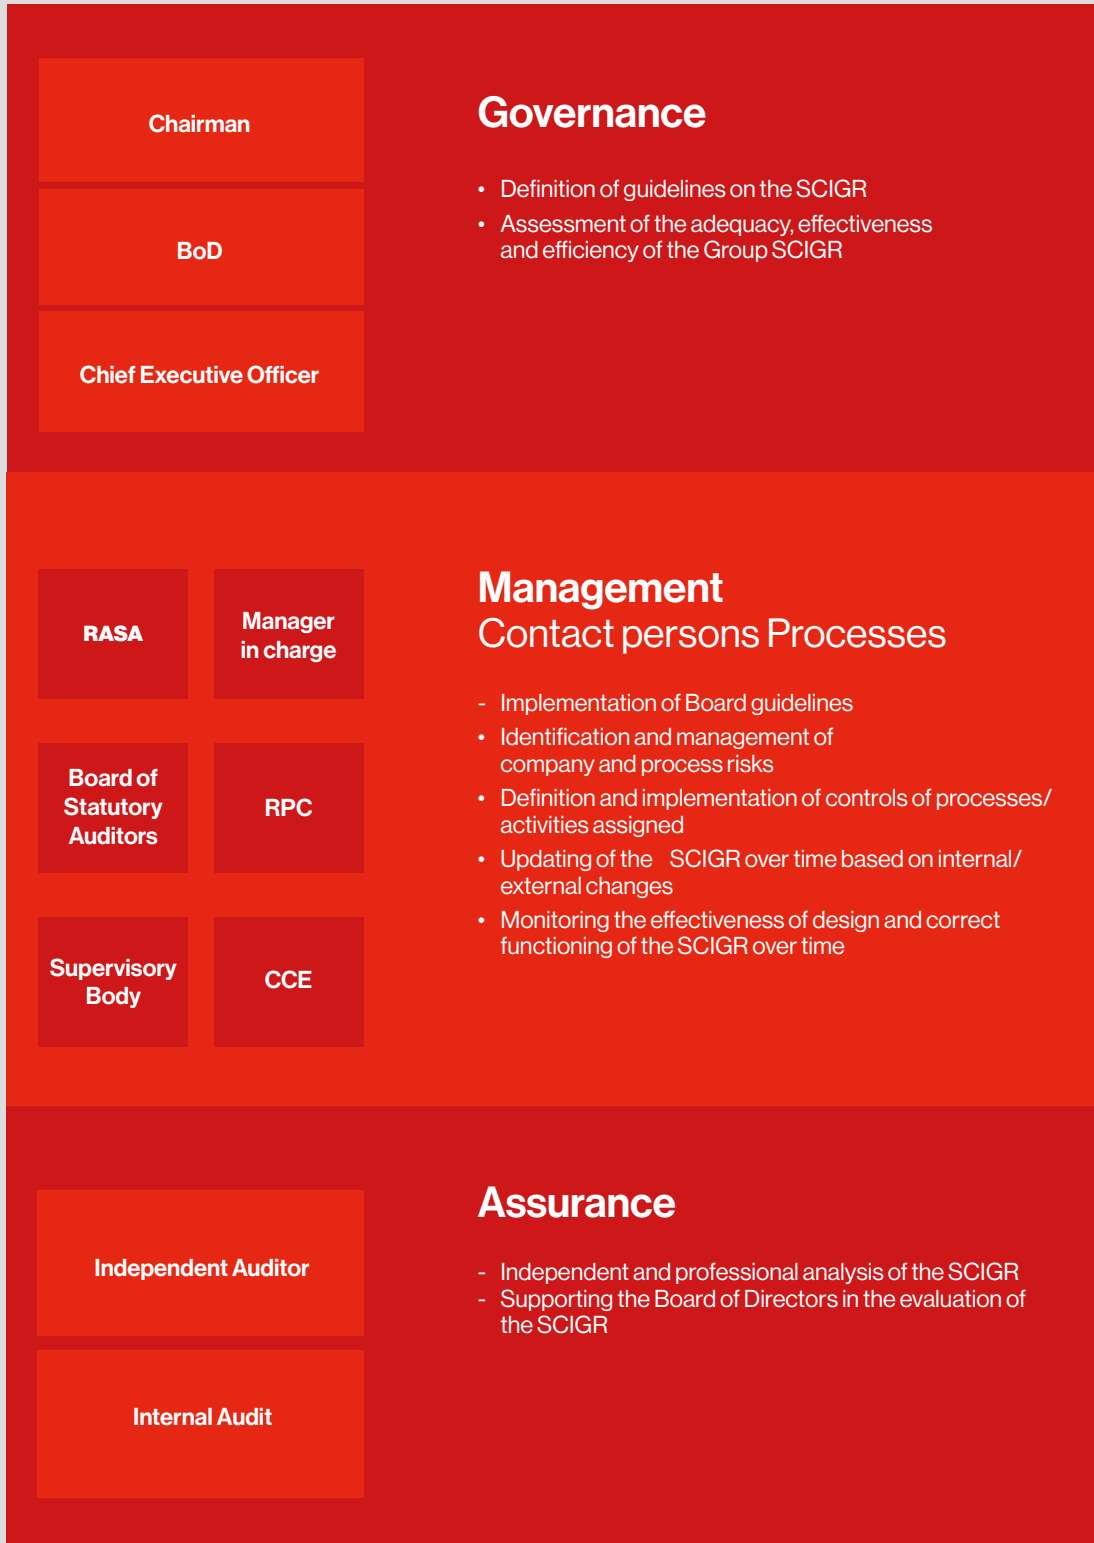 Chairman
BoD
Chief Executive Officer
Governance
• Definition of guidelines on the SCIGR
• Assessment of the adequacy, effectiveness
and efficiency of the Group SCIGR
RASA
Manager
in charge
Board of
Statutory
Auditors
RPC
Supervisory
Body
CCE
Management
Contact persons Processes
- Implementation of Board guidelines
• Identification and management of
company and process risks
• Definition and implementation of controls of processes/
activities assigned
• Updating of the SCIGR over time based on internal/
external changes
• Monitoring the effectiveness of design and correct
functioning of the SCIGR over time
Independent Auditor
Internal Audit
Assurance
- Independent and professional analysis of the SCIGR
- Supporting the Board of Directors in the evaluation of
the SCIGR